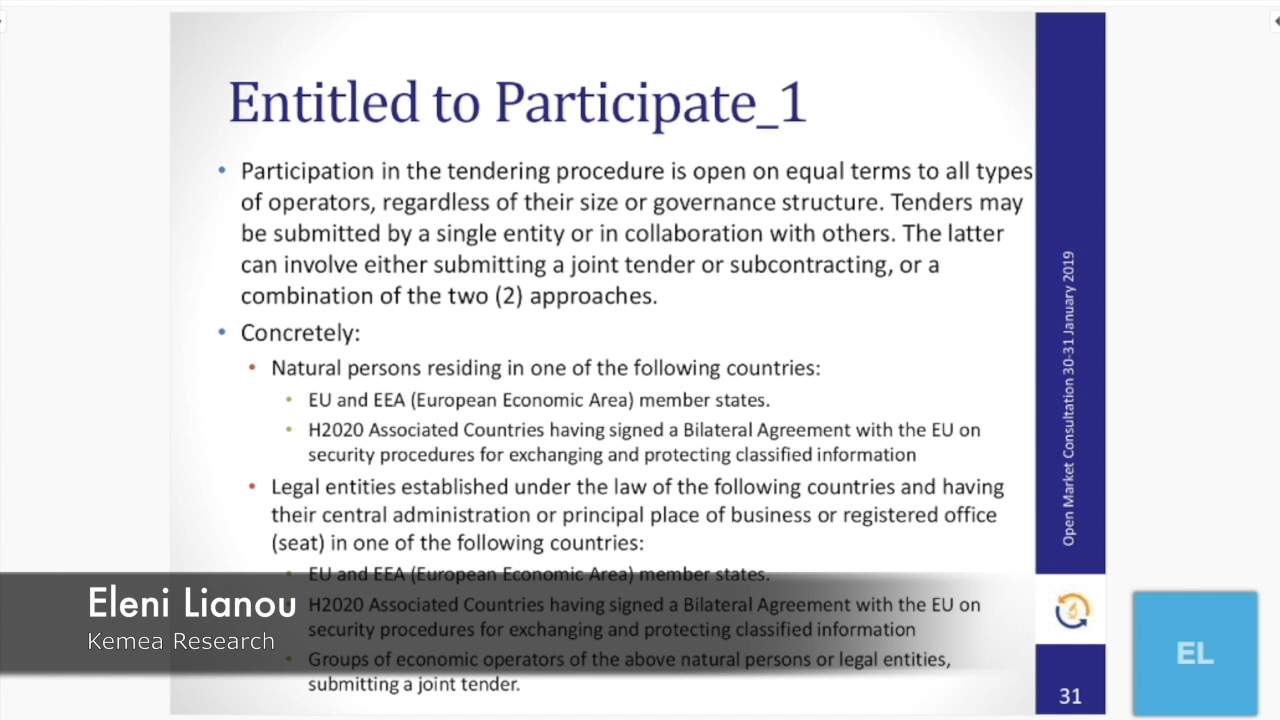 Entitled to Participate_1
• Participation in the tendering procedure is open on equal terms to all types
of operators, regardless of their size or governance structure. Tenders may
be submitted by a single entity or in collaboration with others. The latter
can involve either submitting a joint tender or subcontracting, or a
combination of the two (2) approaches.
• Concretely:
• Natural persons residing in one of the following countries:
• EU and EEA (European Economic Area) member states.
• H2020 Associated Countries having signed a Bilateral Agreement with the EU on
security procedures for exchanging and protecting classified information
• Legal entities established under the law of the following countries and having
their central administration or principal place of business or registered office
(seat) in one of the following countries:
• EU and EEA (European Economic Area) member states.
H2020 Associated Countries having signed a Bilateral Agreement with the EU on
security procedures for exchanging and protecting classified information
• Groups of economic operators of the above natural persons or legal entities,
submitting a joint tender.
Open Market Consultation 30-31 January 2019
31
Eleni Lianou
Kemea Research
EL